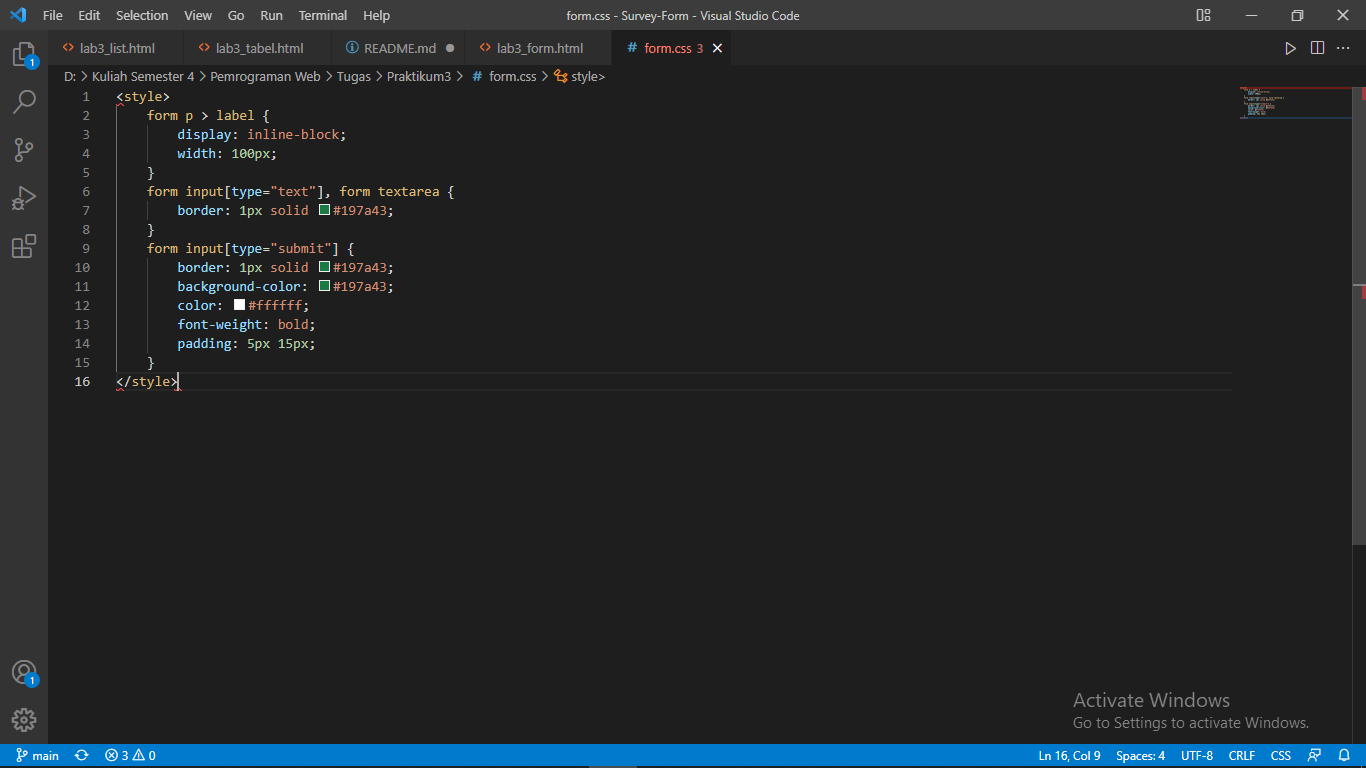 File Edit Selection View Go Run Terminal Help form.css - Survey-Form - Visual Studio Code
lab3_list.html lab3_tabel.html README.md lab3_form.html # form.css 3
D: > Kuliah Semester 4 > Pemrograman Web > Tugas > Praktikum3 > # form.css > style>
1
1 <style>
2 form p > label {
3 display: inline-block;
4 width: 100px;
5 }
6 form input[type="text"], form textarea {
7 border: 1px solid #197a43;
8 }
9 form input[type="submit"] {
10 border: 1px solid #197a43;
11 background-color: #197a43;
12 color: #ffffff;
13 font-weight: bold;
14 padding: 5px 15px;
15 }
16 </style>
1
Activate Windows
Go to Settings to activate Windows.
main 3 0 Ln 16, Col 9 Spaces: 4 UTF-8 CRLF CSS